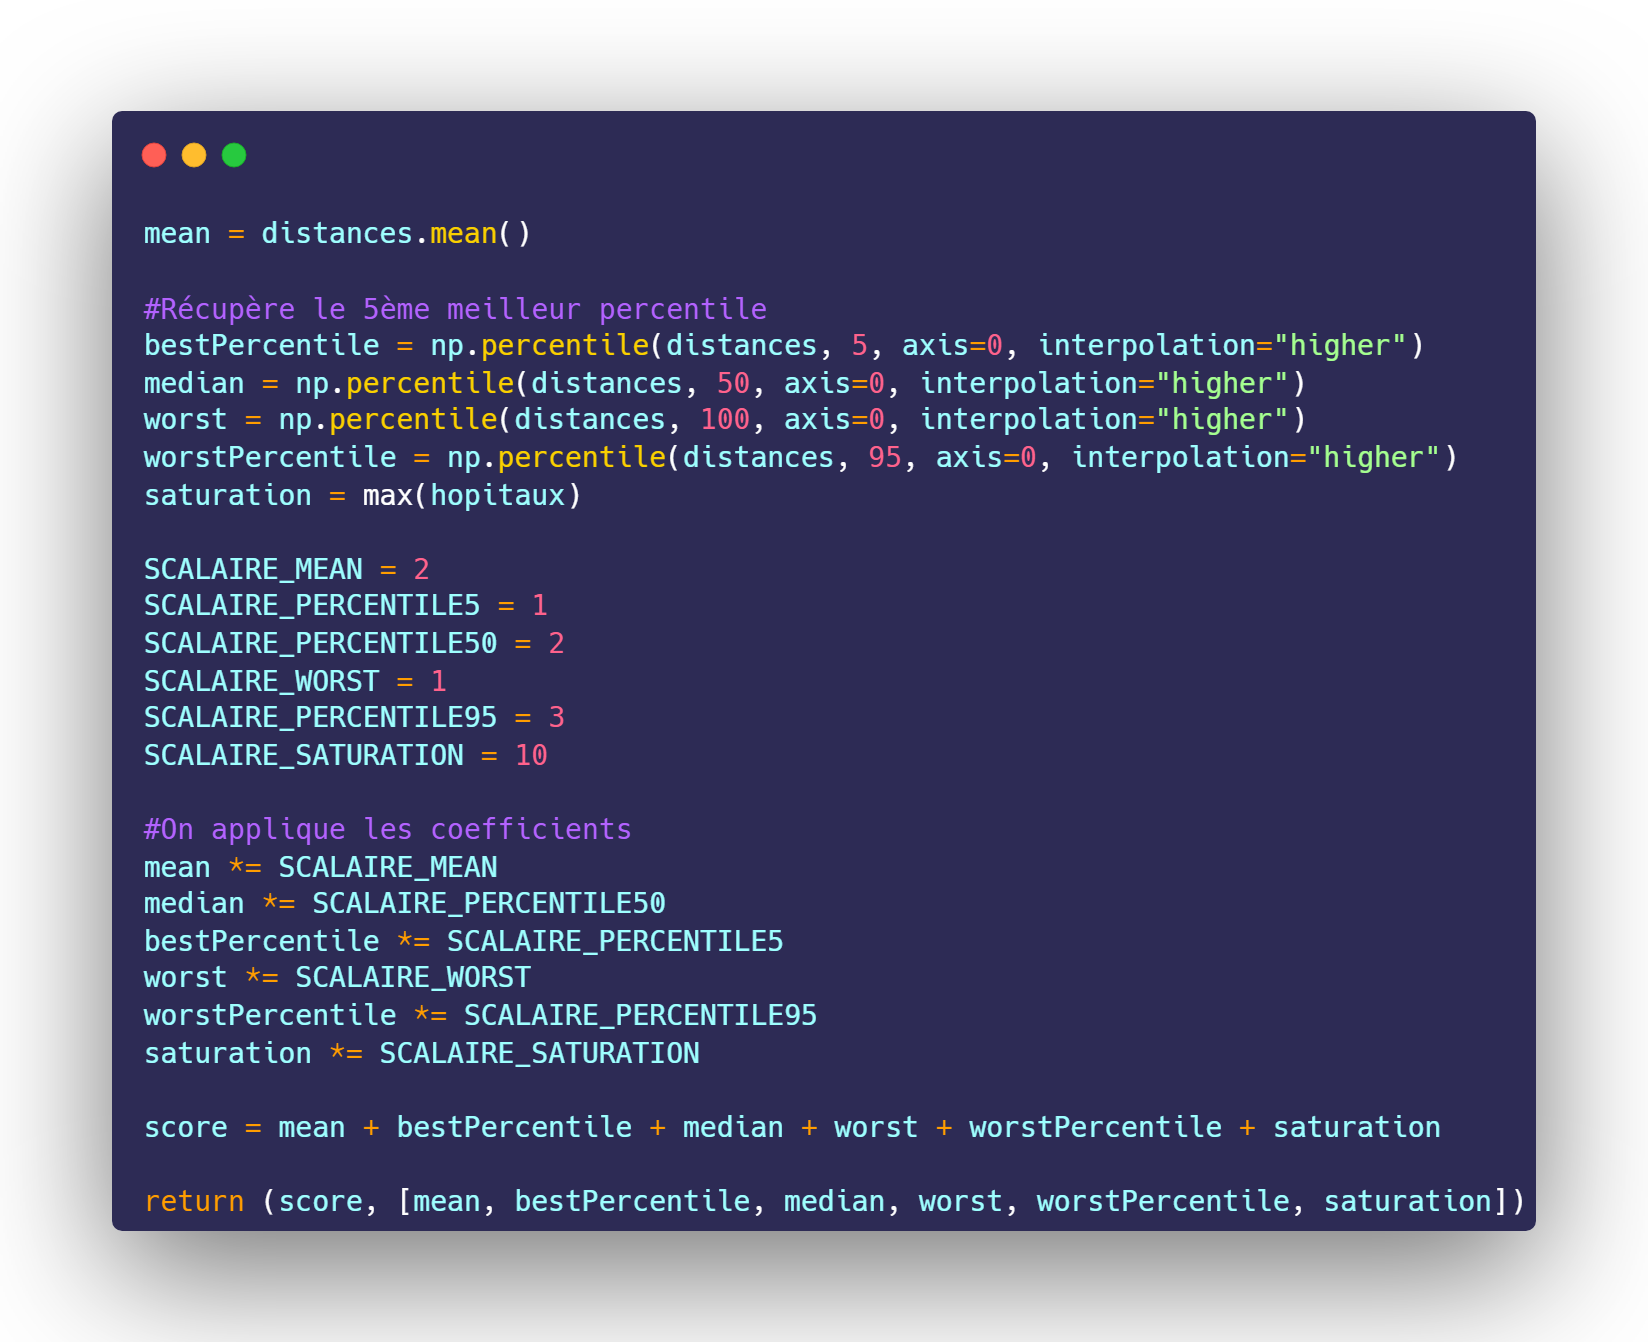 mean = distances.mean()
#Récupère le 5ème meilleur percentile
bestPercentile = np.percentile(distances, 5, axis=0, interpolation="higher")
median = np.percentile(distances, 50, axis=0, interpolation="higher")
worst = np.percentile(distances, 100, axis=0, interpolation="higher")
worstPercentile = np.percentile(distances, 95, axis=0, interpolation="higher")
saturation = max(hopitaux)
SCALAIRE_MEAN = 2
SCALAIRE_PERCENTILE5 = 1
SCALAIRE_PERCENTILE50 = 2
SCALAIRE_WORST = 1
SCALAIRE_PERCENTILE95 = 3
SCALAIRE_SATURATION = 10
#On applique les coefficients
mean *= SCALAIRE_MEAN
median *= SCALAIRE_PERCENTILE50
bestPercentile *= SCALAIRE_PERCENTILE5
worst *= SCALAIRE_WORST
worstPercentile *= SCALAIRE_PERCENTILE95
saturation *= SCALAIRE_SATURATION
score = mean + bestPercentile + median + worst + worstPercentile + saturation
return (score, [mean, bestPercentile, median, worst, worstPercentile, saturation])